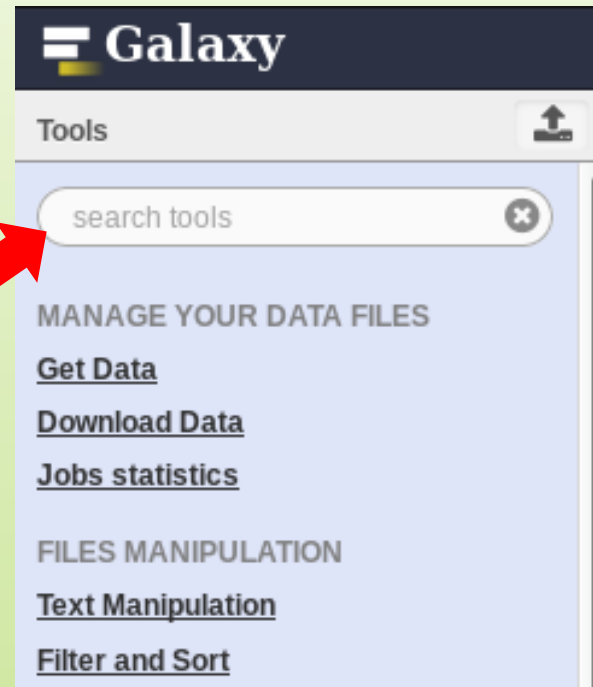 Galaxy
Tools
search tools
MANAGE YOUR DATA FILES
Get Data
Download Data
Jobs statistics
FILES MANIPULATION
Text Manipulation
Filter and Sort